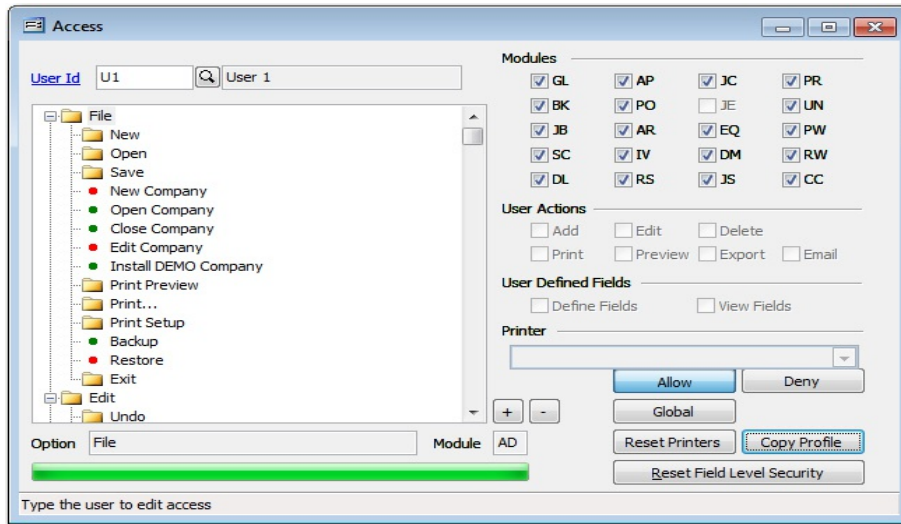 Access
User Id U1 User 1
File
New
Open
Save
New Company
Open Company
Close Company
Edit Company
Install DEMO Company
Print Preview
Print...
Print Setup
Backup
Restore
Exit
Edit
Undo
Option File Module AD
Modules
GL AP JC PR
BK PO JE UN
JB AR EQ PW
SC IV DM RW
DL RS JS CC
User Actions
Add Edit Delete
Print Preview Export Email
User Defined Fields
Define Fields View Fields
Printer
Allow Deny
+ - Global
Reset Printers Copy Profile
Reset Field Level Security
Type the user to edit access